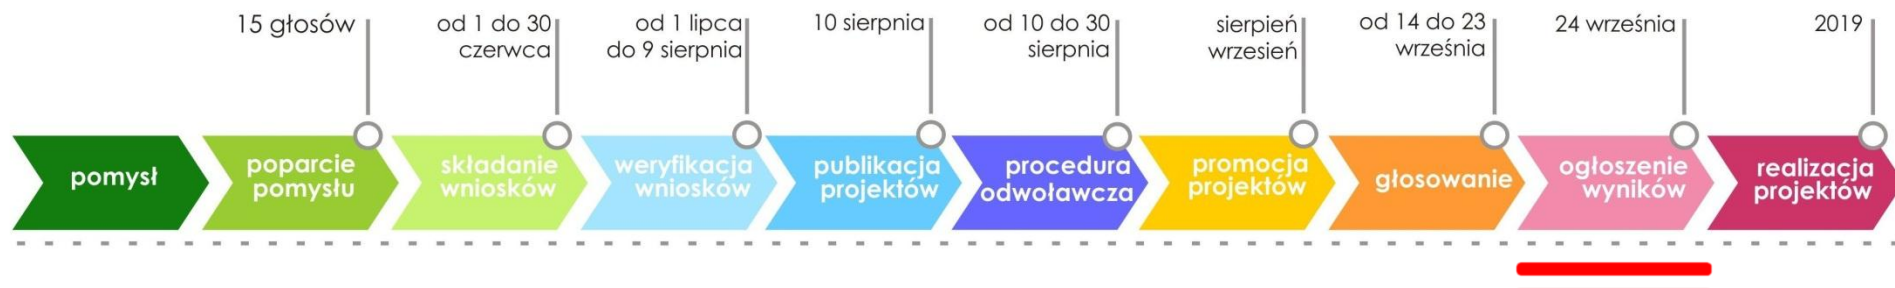 15 głosów
od 1 do 30
czerwca
od 1 lipca
do 9 sierpnia
10 sierpnia
od 10 do 30
sierpnia
sierpień
wrzesień
od 14 do 23
września
24 września
2019
pomysł
poparcie
pomysłu
składanie
wniosków
weryfikacja
wniosków
publikacja
projektów
procedura
odwoławcza
promocja
projektów
głosowanie
ogłoszenie
wyników
realizacja
projektów